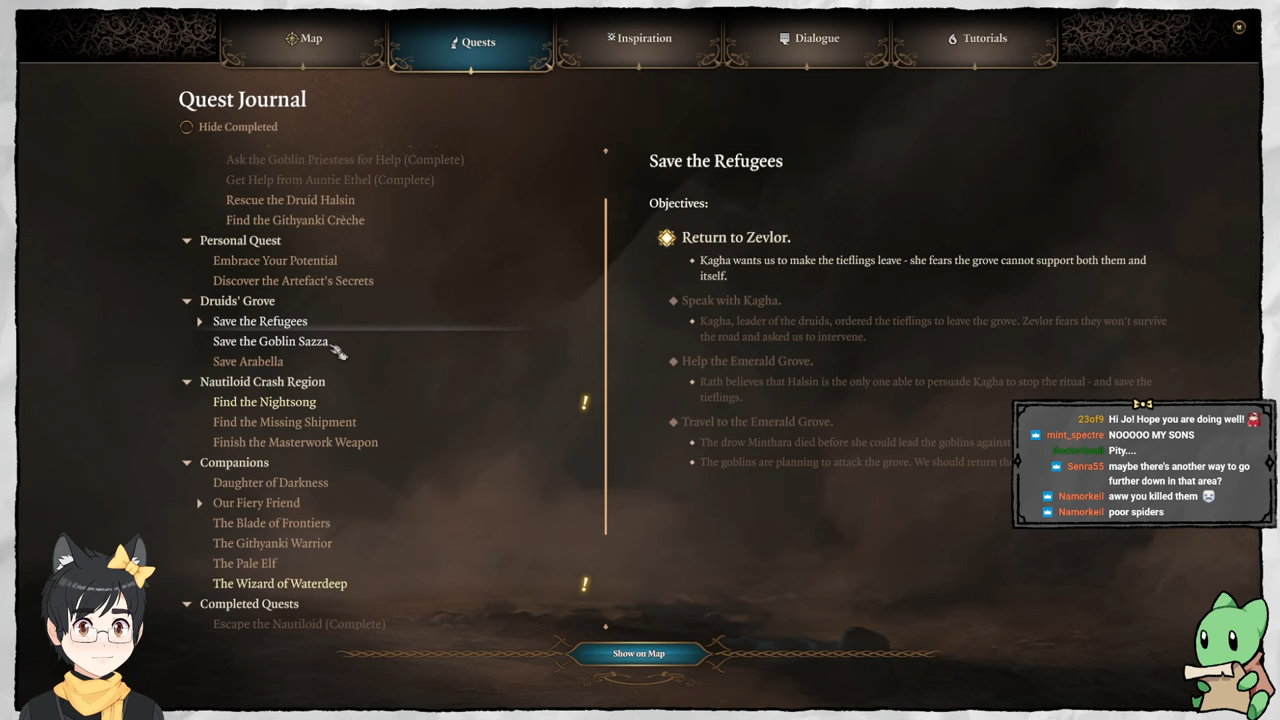 Map
Quests
Inspiration
Dialogue
Tutorials
Quest Journal
Hide Completed
Ask the Goblin Priestess for Help (Complete)
Get Help from Auntie Ethel (Complete)
Rescue the Druid Halsin
Find the Githyanki Crèche
Personal Quest
Embrace Your Potential
Discover the Artefact's Secrets
Druids' Grove
Save the Refugees
Save the Goblin Sazza
Save Arabella
Nautiloid Crash Region
Find the Nightsong
Find the Missing Shipment
Finish the Masterwork Weapon
Companions
Daughter of Darkness
Our Fiery Friend
The Blade of Frontiers
The Githyanki Warrior
The Pale Elf
The Wizard of Waterdeep
Completed Quests
Escape the Nautiloid (Complete)
Save the Refugees
Objectives:
Return to Zevlor.
Kagha wants us to make the tieflings leave - she fears the grove cannot support both them and
itself.
Speak with Kagha.
Kagha, leader of the druids, ordered the tieflings to leave the grove. Zevlor fears they won't survive
the road and asked us to intervene.
Help the Emerald Grove.
Rath believes that Halsin is the only one able to persuade Kagha to stop the ritual - and save the
tieflings.
Travel to the Emerald Grove.
The drow Minthara died before she could lead the goblins against
The goblins are planning to attack the grove. We should return
Show on Map
23of9 Hi Jo! Hope you are doing well!
mint_spectre NOOOOO MY SONS
Pity....
Senra55 maybe there's another way to go
further down in that area?
Namorkeil aww you killed them
Namorkeil poor spiders